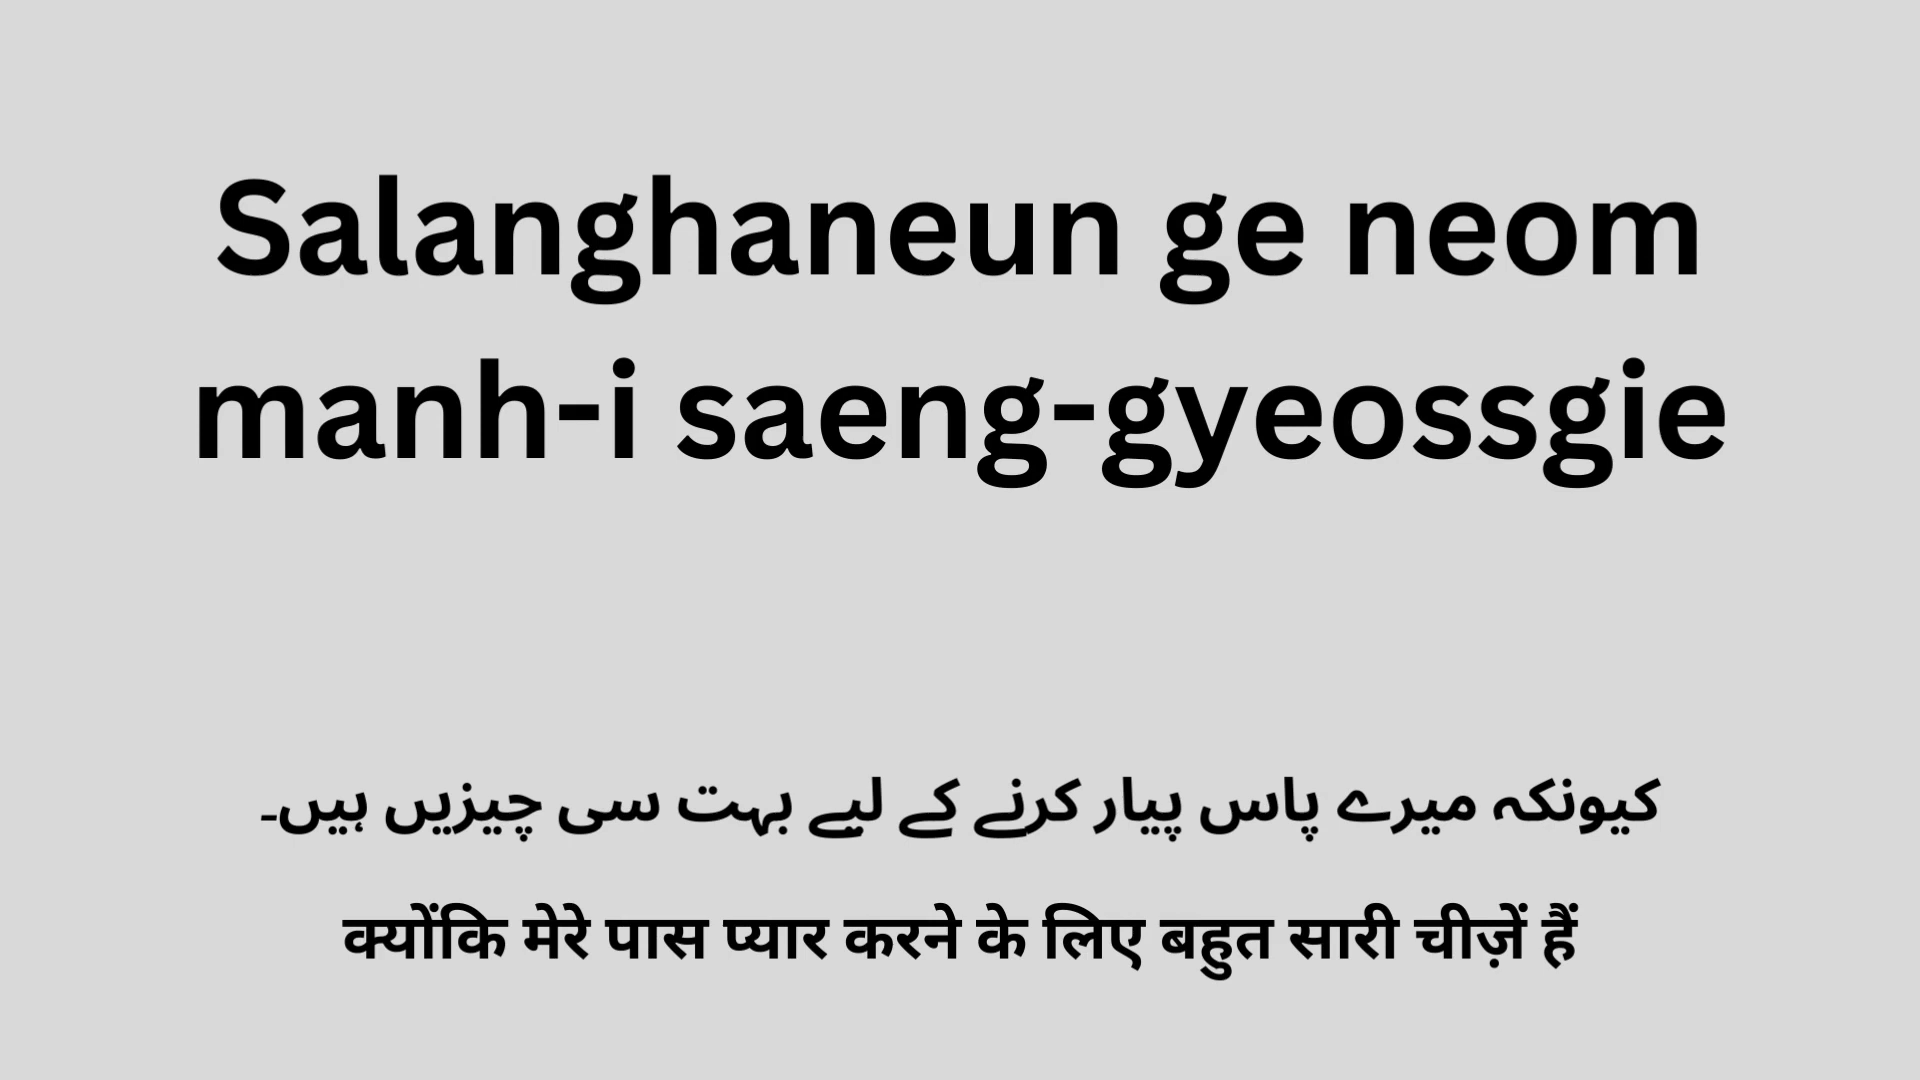 Salanghaneun ge neom
manh-i saeng-gyeossgie
کیونکہ میرے پاس پیار کرنے کے لیے بہت سی چیزیں ہیں۔
क्योंकि मेरे पास प्यार करने के लिए बहुत सारी चीज़ें हैं